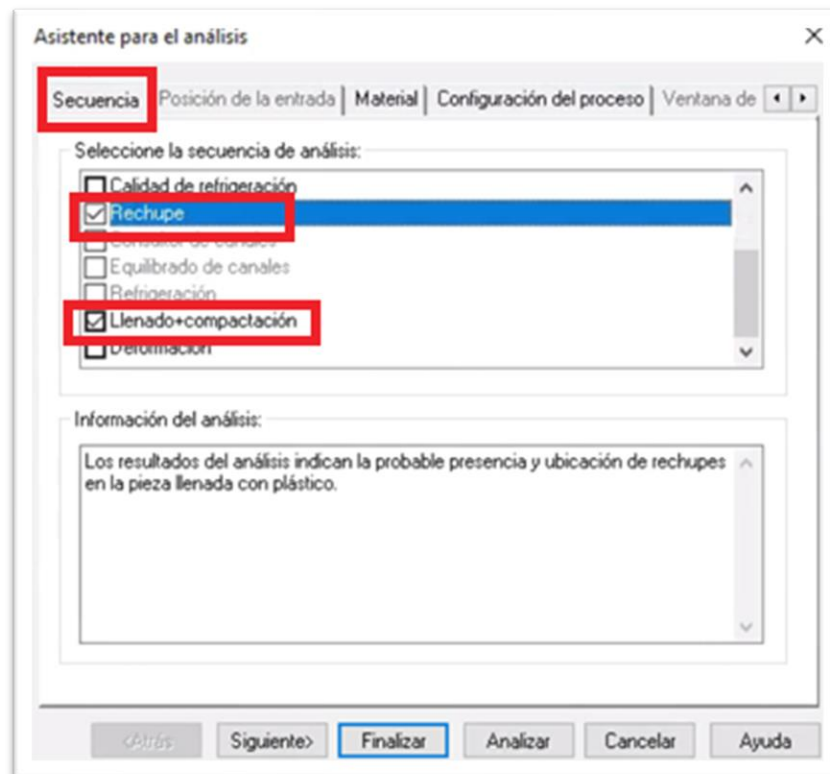 Asistente para el análisis
Secuencia Posición de la entrada Material Configuración del proceso Ventana de
Seleccione la secuencia de análisis:
Calidad de refrigeración
Rechupe
Consultor de canales
Equilibrado de canales
Refrigeración
Llenado+compactación
Deformación
Información del análisis:
Los resultados del análisis indican la probable presencia y ubicación de rechupes
en la pieza llenada con plástico.
<Atrás Siguiente> Finalizar Analizar Cancelar Ayuda